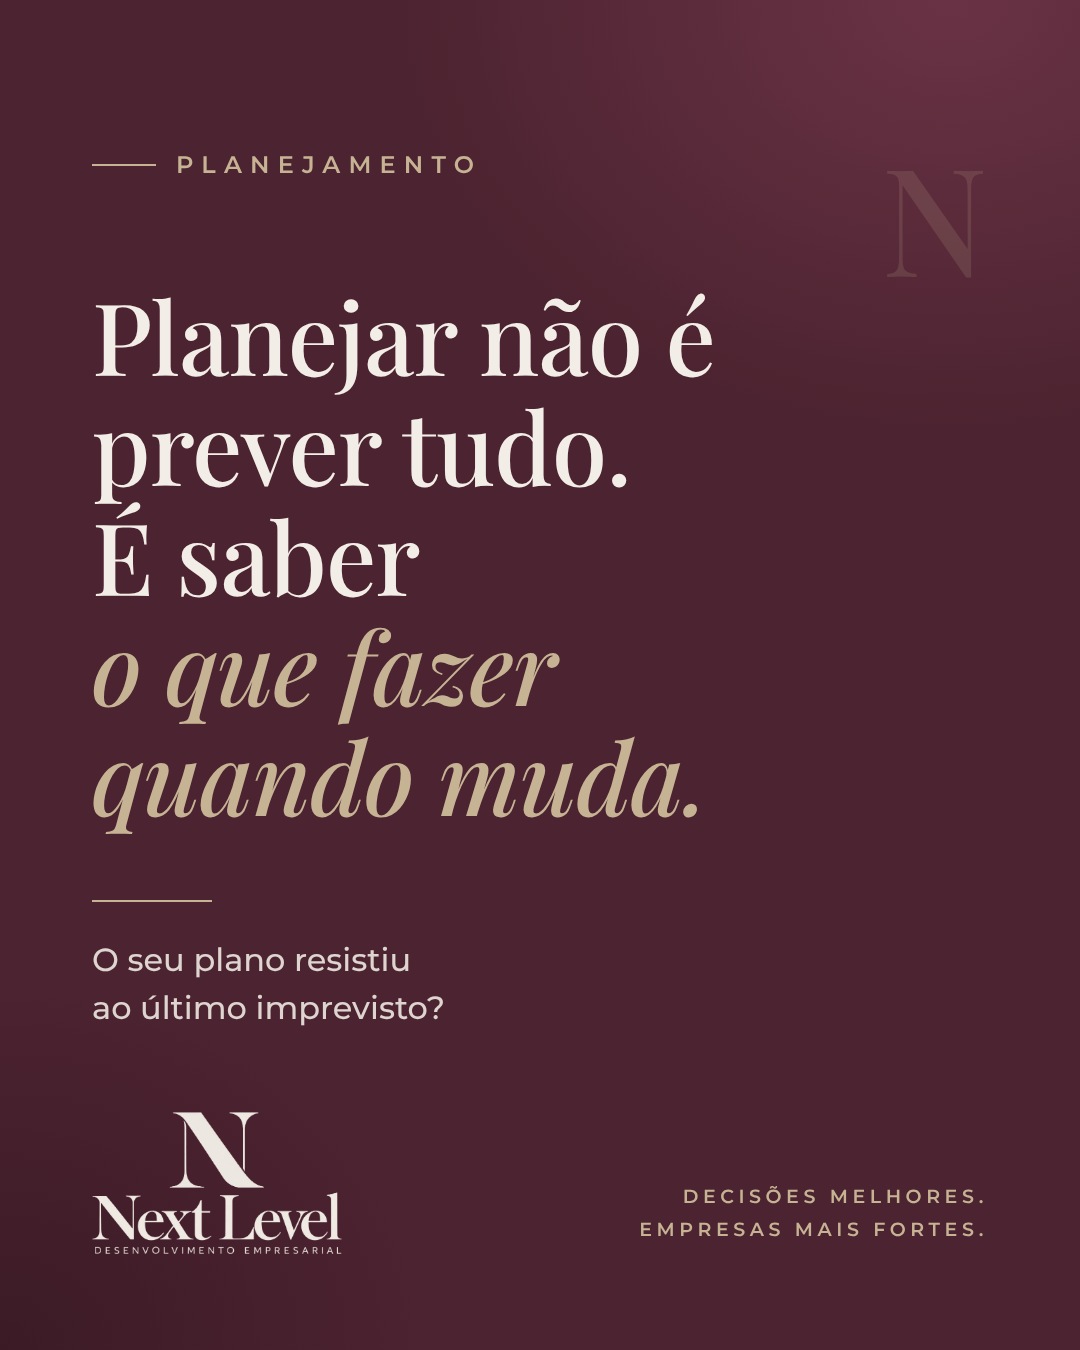 PLANEJAMENTO
N
Planejar não é
prever tudo.
É saber
o que fazer
quando muda.
O seu plano resistiu
ao último imprevisto?
N
Next Level
DESENVOLVIMENTO EMPRESARIAL
DECISÕES MELHORES.
EMPRESAS MAIS FORTES.